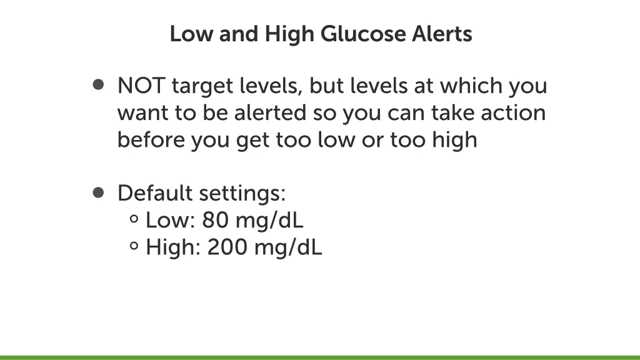 Low and High Glucose Alerts
● NOT target levels, but levels at which you
want to be alerted so you can take action
before you get too low or too high
● Default settings:
○ Low: 80 mg/dL
○ High: 200 mg/dL